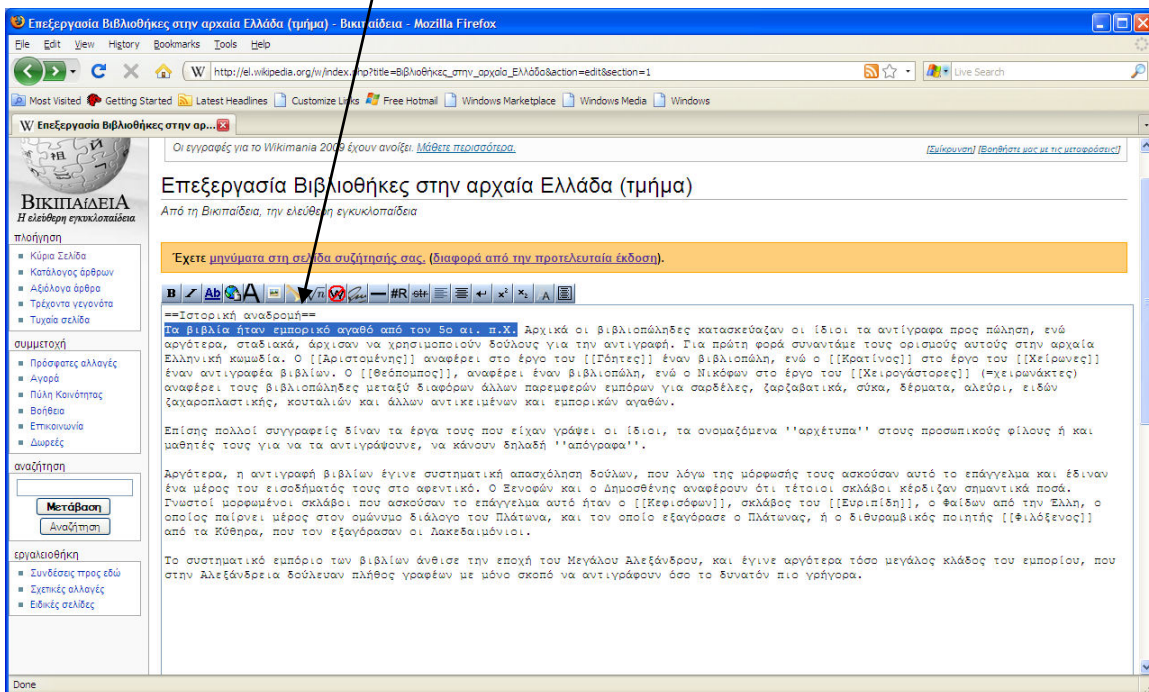 Επεξεργασία Βιβλιοθήκες στην αρχαία Ελλάδα (τμήμα) - Βικιπαίδεια - Mozilla Firefox
File Edit View History Bookmarks Tools Help
http://el.wikipedia.org/w/index.php?title=Βιβλιοθήκες_στην_αρχαία_Ελλάδα&action=edit&section=1
Live Search
Most Visited Getting Started Latest Headlines Customize Links Free Hotmail Windows Marketplace Windows Media Windows
Επεξεργασία Βιβλιοθήκες στην αρ...
Οι εγγραφές για το Wikimania 2009 έχουν ανοίξει. Μάθετε περισσότερα.
[Σμίκρυνση] [Βοηθήστε μας με τις μεταφράσεις!]
ΒΙΚΙΠΑίΔΕΙΑ
Η ελεύθερη εγκυκλοπαίδεια
πλοήγηση
Κύρια Σελίδα
Κατάλογος άρθρων
Αξιόλογα άρθρα
Τρέχοντα γεγονότα
Τυχαία σελίδα
συμμετοχή
Πρόσφατες αλλαγές
Αγορά
Πύλη Κοινότητας
Βοήθεια
Επικοινωνία
Δωρεές
αναζήτηση
Μετάβαση
Αναζήτηση
εργαλειοθήκη
Συνδέσεις προς εδώ
Σχετικές αλλαγές
Ειδικές σελίδες
Επεξεργασία Βιβλιοθήκες στην αρχαία Ελλάδα (τμήμα)
Από τη Βικιπαίδεια, την ελεύθερη εγκυκλοπαίδεια
Έχετε μηνύματα στη σελίδα συζήτησής σας. (διαφορά από την προτελευταία έκδοση).
==Ιστορική αναδρομή==
Τα βιβλία ήταν εμπορικό αγαθό από τον 5ο αι. π.Χ. Αρχικά οι βιβλιοπώληδες κατασκεύαζαν οι ίδιοι τα αντίγραφα προς πώληση, ενώ
αργότερα, σταδιακά, άρχισαν να χρησιμοποιούν δούλους για την αντιγραφή. Για πρώτη φορά συναντάμε τους ορισμούς αυτούς στην αρχαία
Ελληνική κωμωδία. Ο [[Αριστομένης]] αναφέρει στο έργο του [[Γόητες]] έναν βιβλιοπώλη, ενώ ο [[Κρατίνος]] στο έργο του [[Χείρωνες]]
έναν αντιγραφέα βιβλίων. Ο [[Θεόπομπος]], αναφέρει έναν βιβλιοπώλη, ενώ ο Νικόφων στο έργο του [[Χειρογάστορες]] (=χειρωνάκτες)
αναφέρει τους βιβλιοπώληδες μεταξύ διαφόρων άλλων παρεμφερών εμπόρων για σαρδέλες, ζαρζαβατικά, σύκα, δέρματα, αλεύρι, ειδών
ζαχαροπλαστικής, κουταλιών και άλλων αντικειμένων και εμπορικών αγαθών.
Επίσης πολλοί συγγραφείς δίναν τα έργα τους που είχαν γράψει οι ίδιοι, τα ονομαζόμενα ''αρχέτυπα'' στους προσωπικούς φίλους ή και
μαθητές τους για να τα αντιγράψουνε, να κάνουν δηλαδή ''απόγραφα''.
Αργότερα, η αντιγραφή βιβλίων έγινε συστηματική απασχόληση δούλων, που λόγω της μόρφωσής τους ασκούσαν αυτό το επάγγελμα και έδιναν
ένα μέρος του εισοδήματός τους στο αφεντικό. Ο Ξενοφών και ο Δημοσθένης αναφέρουν ότι τέτοιοι σκλάβοι κέρδιζαν σημαντικά ποσά.
Γνωστοί μορφωμένοι σκλάβοι που ασκούσαν το επάγγελμα αυτό ήταν ο [[Κεφισόφων]], σκλάβος του [[Ευριπίδη]], ο Φαίδων από την Έλλη, ο
οποίος παίρνει μέρος στον ομώνυμο διάλογο του Πλάτωνα, και τον οποίο εξαγόρασε ο Πλάτωνας, ή ο διθυραμβικός ποιητής [[Φιλόξενος]]
από τα Κύθηρα, που τον εξαγόρασαν οι Λακεδαιμόνιοι.
Το συστηματικό εμπόριο των βιβλίων άνθισε την εποχή του Μεγάλου Αλεξάνδρου, και έγινε αργότερα τόσο μεγάλος κλάδος του εμπορίου, που
στην Αλεξάνδρεια δούλευαν πλήθος γραφέων με μόνο σκοπό να αντιγράφουν όσο το δυνατόν πιο γρήγορα.
Done